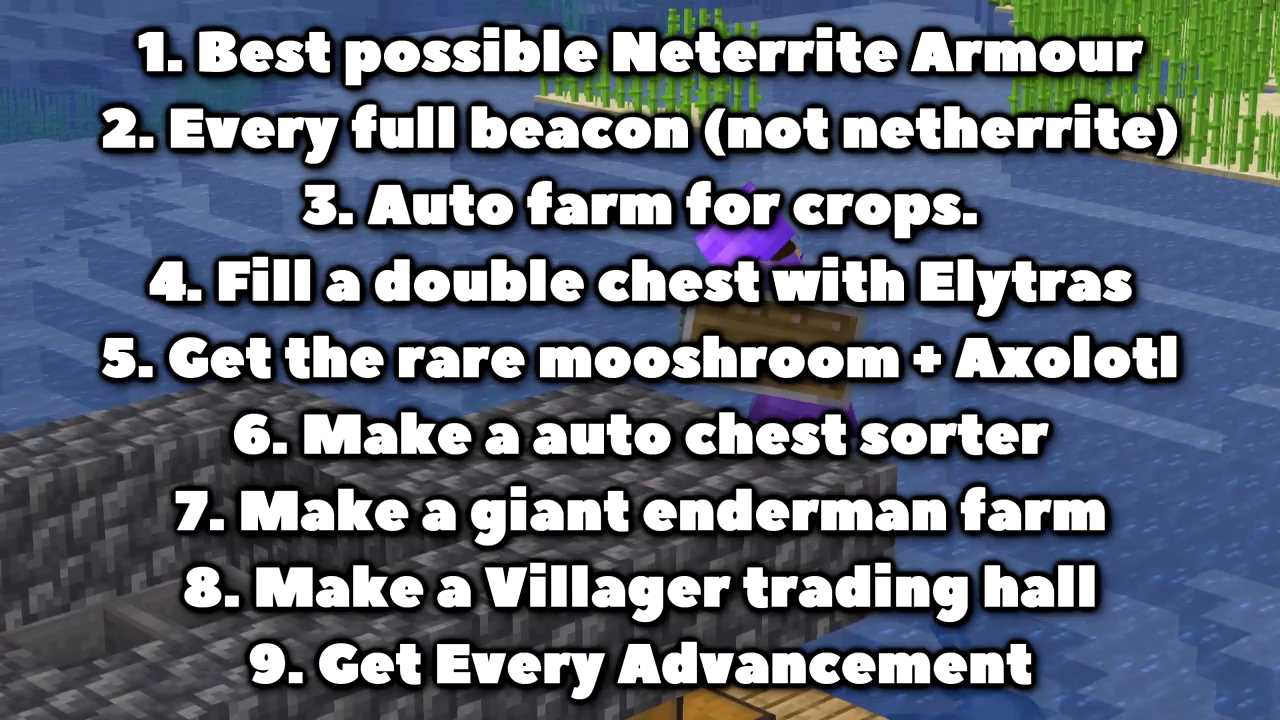 1. Best possible Neterrite Armour
2. Every full beacon (not netherrite)
3. Auto farm for crops.
4. Fill a double chest with Elytras
5. Get the rare mooshroom + Axolotl
6. Make a auto chest sorter
7. Make a giant enderman farm
8. Make a Villager trading hall
9. Get Every Advancement